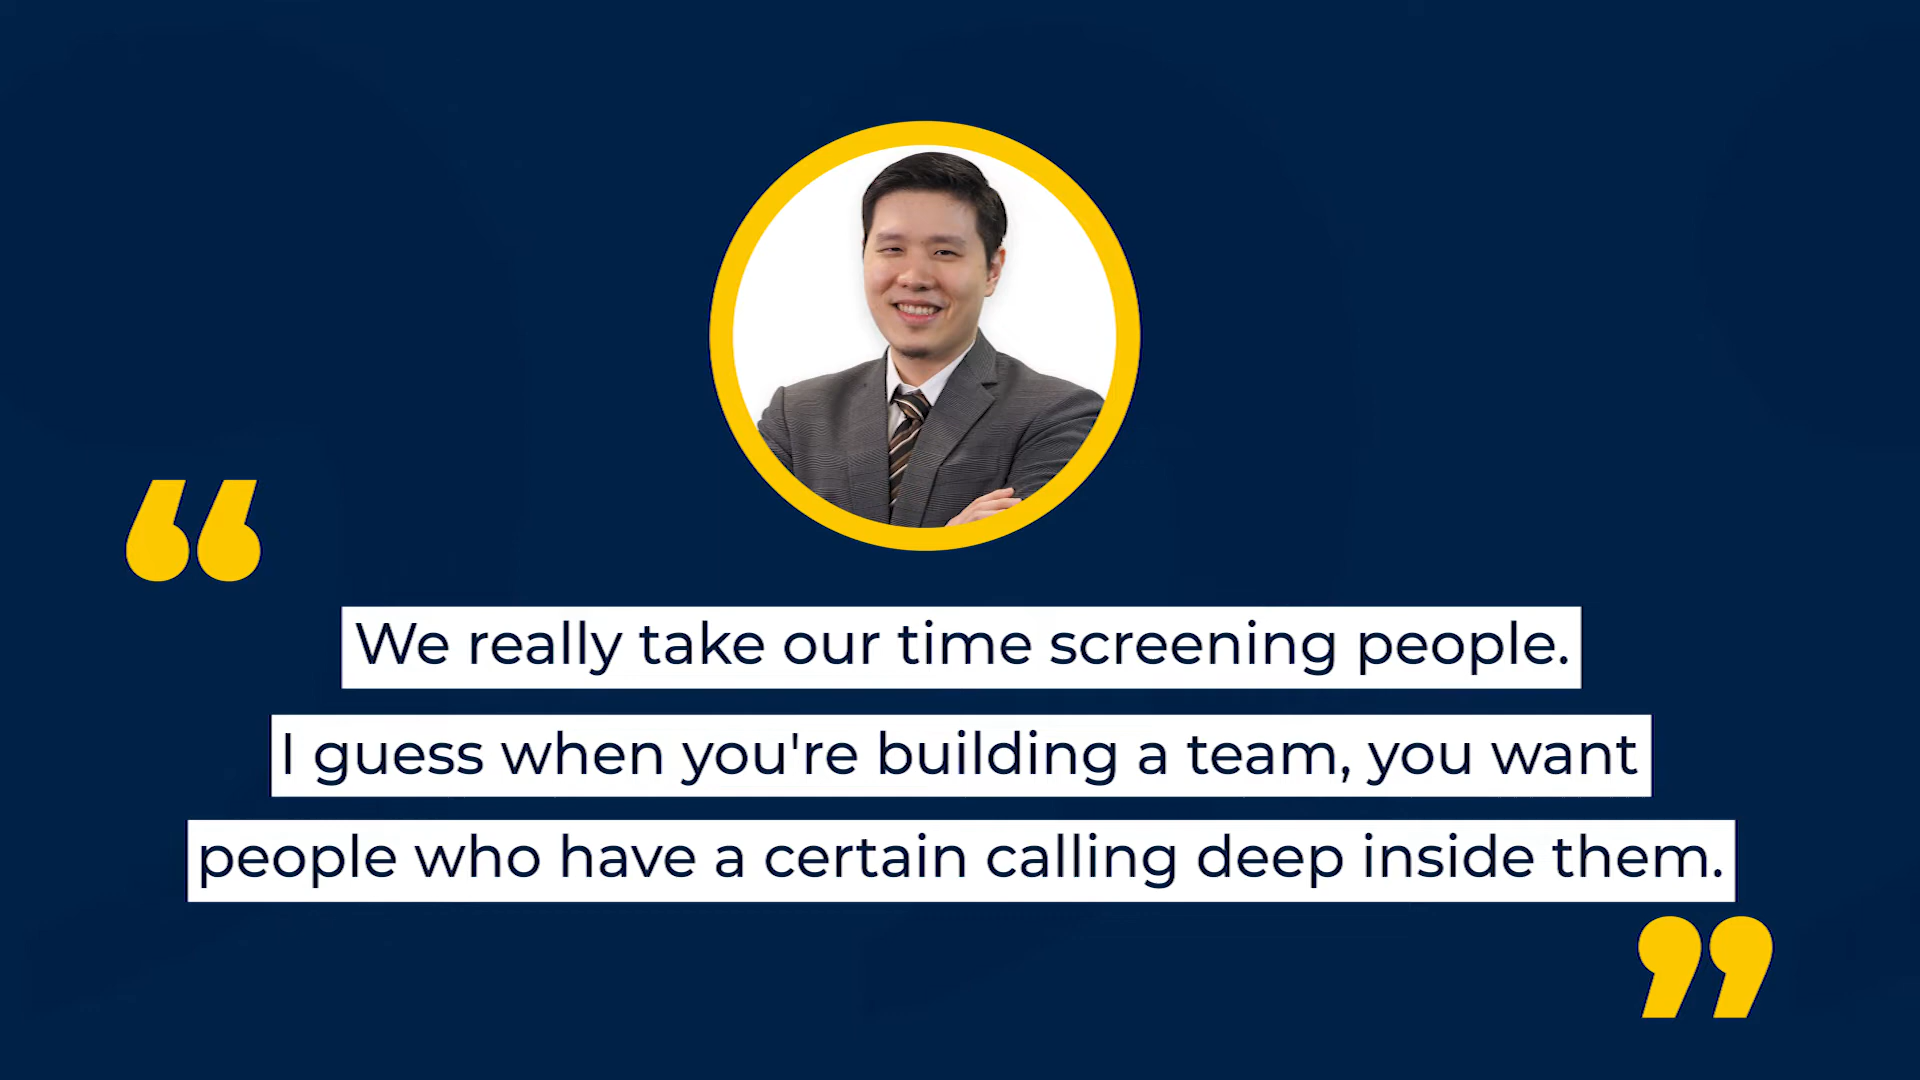 “
We really take our time screening people.
I guess when you're building a team, you want
people who have a certain calling deep inside them.
”